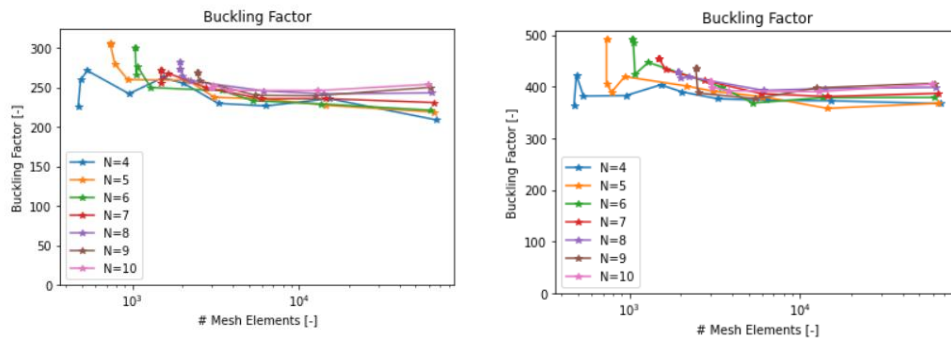 Buckling Factor
Buckling Factor [-]
300
250
200
150
100
50
0
N=4
N=5
N=6
N=7
N=8
N=9
N=10
10³
10⁴
# Mesh Elements [-]
Buckling Factor
Buckling Factor [-]
500
400
300
200
100
0
N=4
N=5
N=6
N=7
N=8
N=9
N=10
10³
10⁴
# Mesh Elements [-]